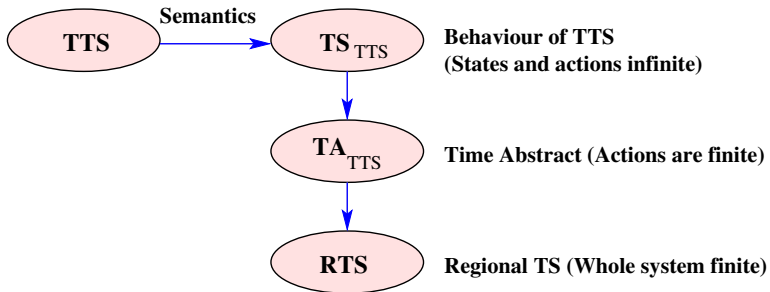 Semantics
TTS
TS TTS
Behaviour of TTS
(States and actions infinite)
TA TTS
Time Abstract (Actions are finite)
RTS
Regional TS (Whole system finite)